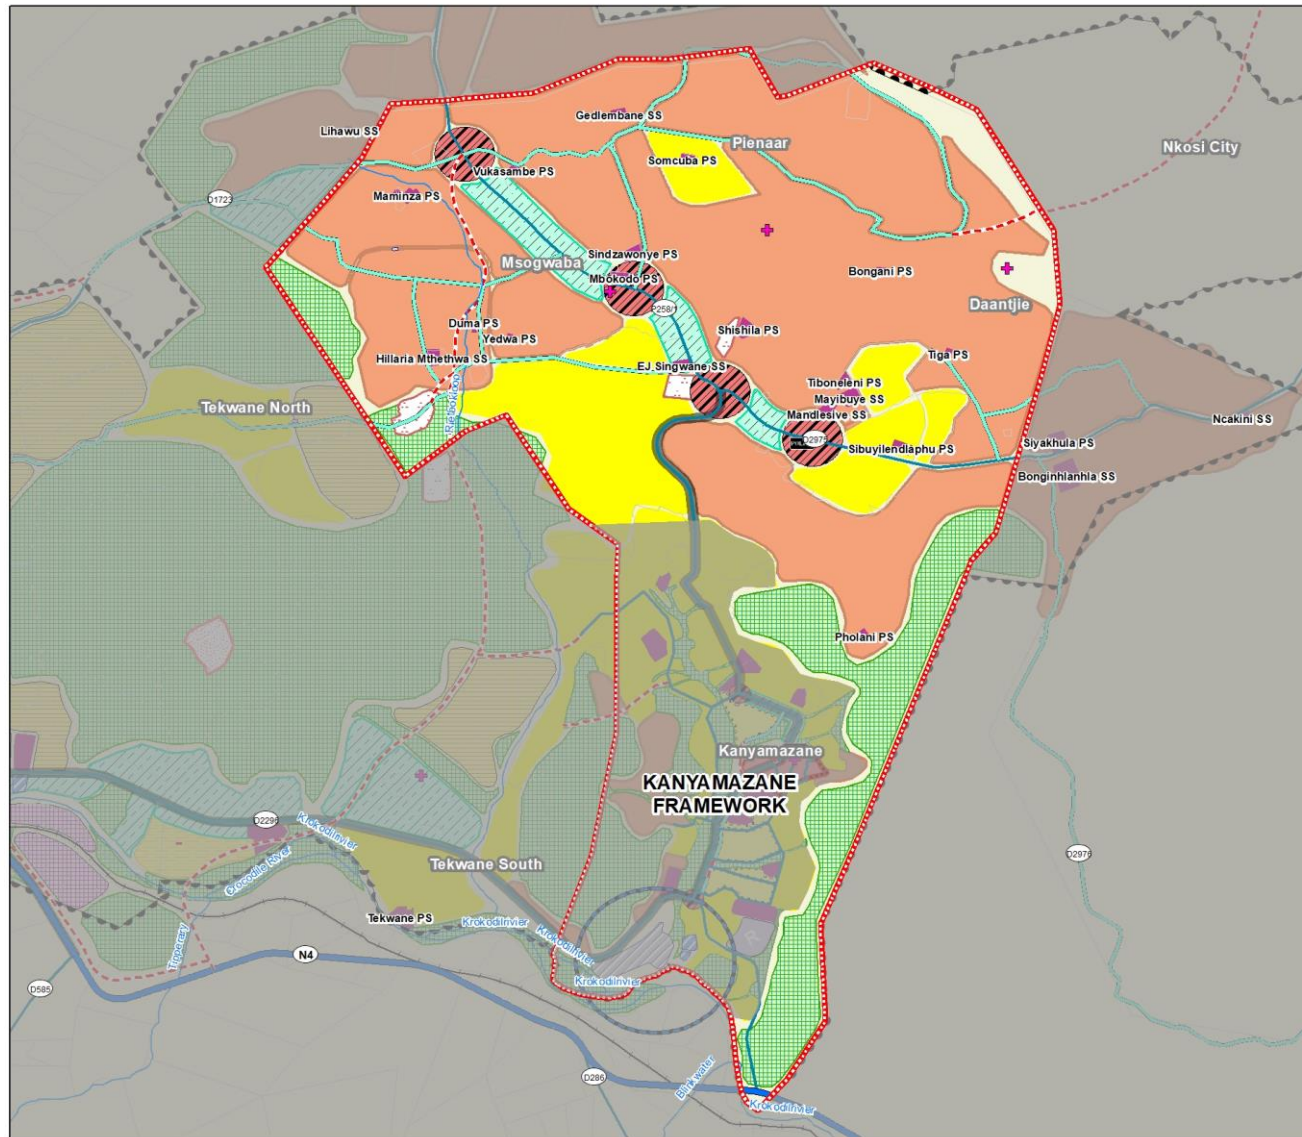 Gedlembane SS
Lihawu SS
Pienaar
Nkosi City
Somcuba PS
Vukasambe PS
Maminza PS
D1723
Sindzawonye PS
Msogwaba
Mbokodo PS
Bongani PS
Daantjie
P258/1
Duma PS
Yedwa PS
Shishila PS
Hillaria Mthethwa SS
EJ Singwane SS
Tiga PS
Tiboneleni PS
Mayibuye SS
Tekwane North
Mandlesive SS
Ncakini SS
D2975
Sibuyilendlaphu PS
Siyakhula PS
Bonginhlanhla SS
Pholani PS
Kanyamazane
KANYAMAZANE
FRAMEWORK
D2296
Krokodilrivier
Crocodile River
Tekwane South
D2976
Tekwane PS
Krokodilrivier
Krokodilrivier
R
Tipperary
N4
Krokodilrivier
D585
D286
Blinkwater
Krokodilrivier